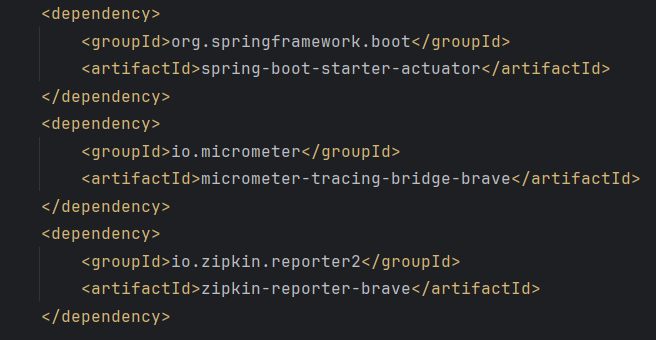 <dependency>
<groupId>org.springframework.boot</groupId>
<artifactId>spring-boot-starter-actuator</artifactId>
</dependency>
<dependency>
<groupId>io.micrometer</groupId>
<artifactId>micrometer-tracing-bridge-brave</artifactId>
</dependency>
<dependency>
<groupId>io.zipkin.reporter2</groupId>
<artifactId>zipkin-reporter-brave</artifactId>
</dependency>